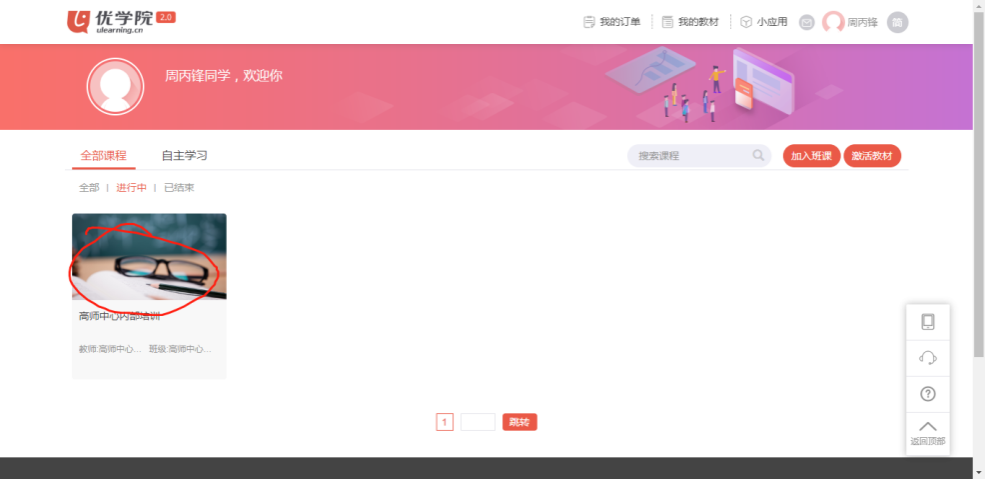 优学院 2.0
ulearning.cn
我的订单 我的教材 小应用 周丙锋 简
周丙锋同学，欢迎你
全部课程 自主学习 搜索课程 加入班课 激活教材
全部 | 进行中 | 已结束
高师中心内部培训
教师:高师中心... 班级:高师中心...
1 跳转
返回顶部